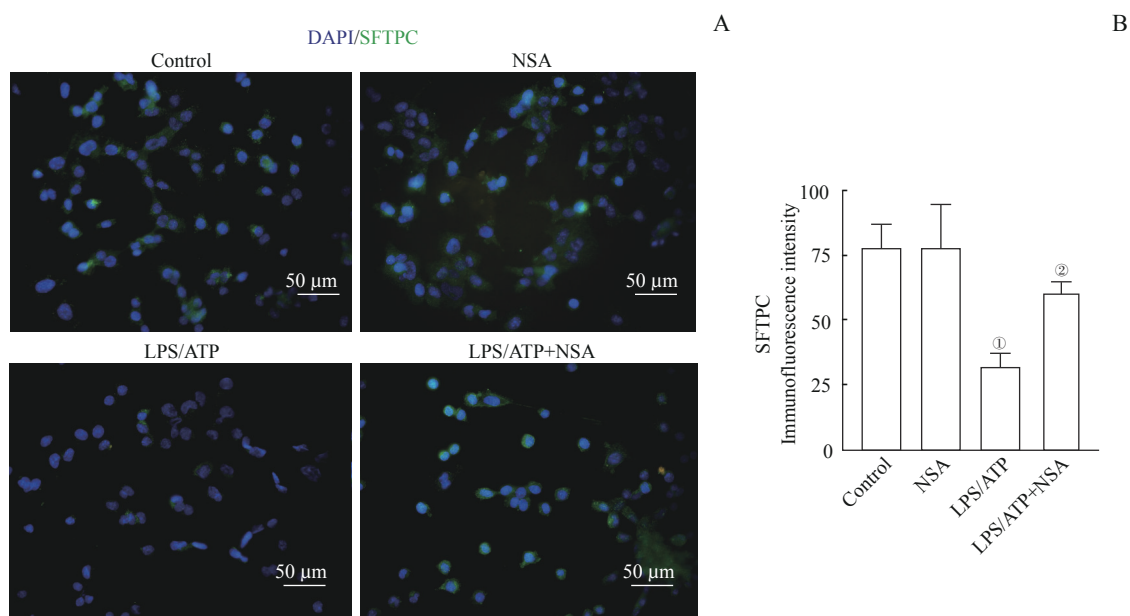 A
B
DAPI/SFTPC
Control
NSA
50 µm
50 µm
LPS/ATP
LPS/ATP+NSA
50 µm
50 µm
SFTPC
Immunofluorescence intensity
100
75
50
25
0
①
②
Control
NSA
LPS/ATP
LPS/ATP+NSA